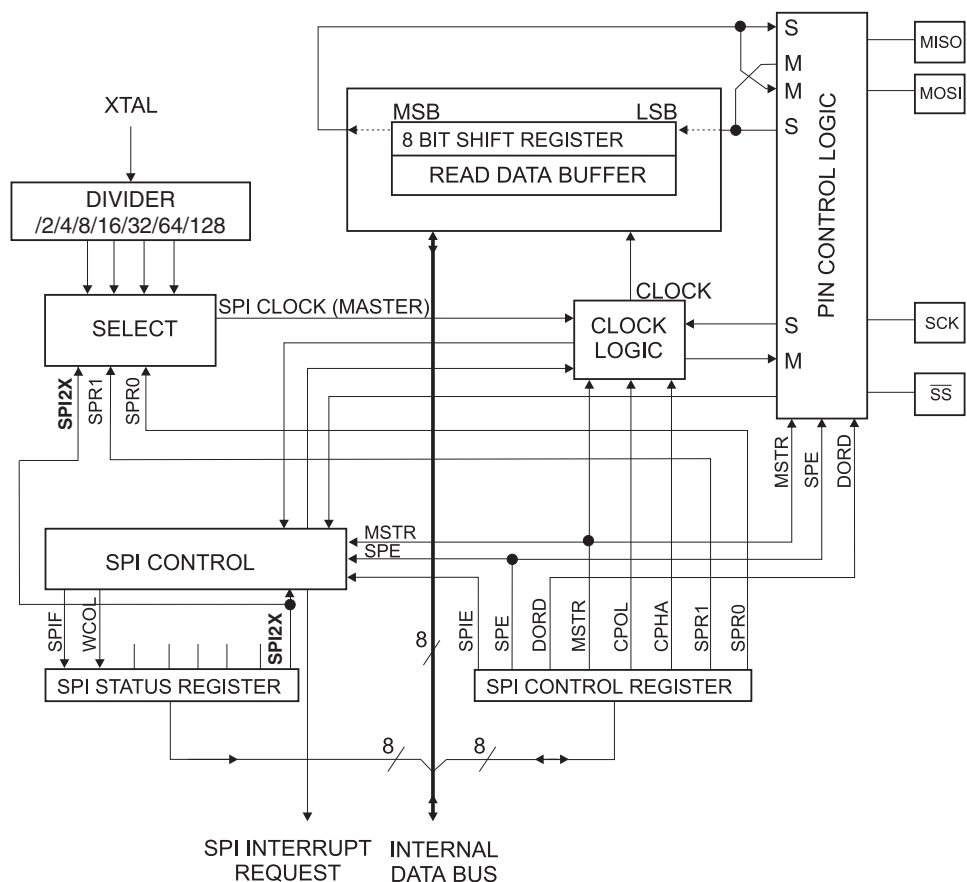 S
MISO
M
XTAL
M
MOSI
MSB
LSB
S
8 BIT SHIFT REGISTER
READ DATA BUFFER
DIVIDER
/2/4/8/16/32/64/128
PIN CONTROL LOGIC
SPI CLOCK (MASTER)
CLOCK
SELECT
CLOCK
LOGIC
S
SCK
M
SS
SPI2X
SPR1
SPR0
MSTR
SPE
DORD
MSTR
SPE
SPI CONTROL
SPIF
WCOL
SPI2X
8
SPIE
SPE
DORD
MSTR
CPOL
CPHA
SPR1
SPR0
SPI STATUS REGISTER
SPI CONTROL REGISTER
8
8
SPI INTERRUPT
REQUEST
INTERNAL
DATA BUS